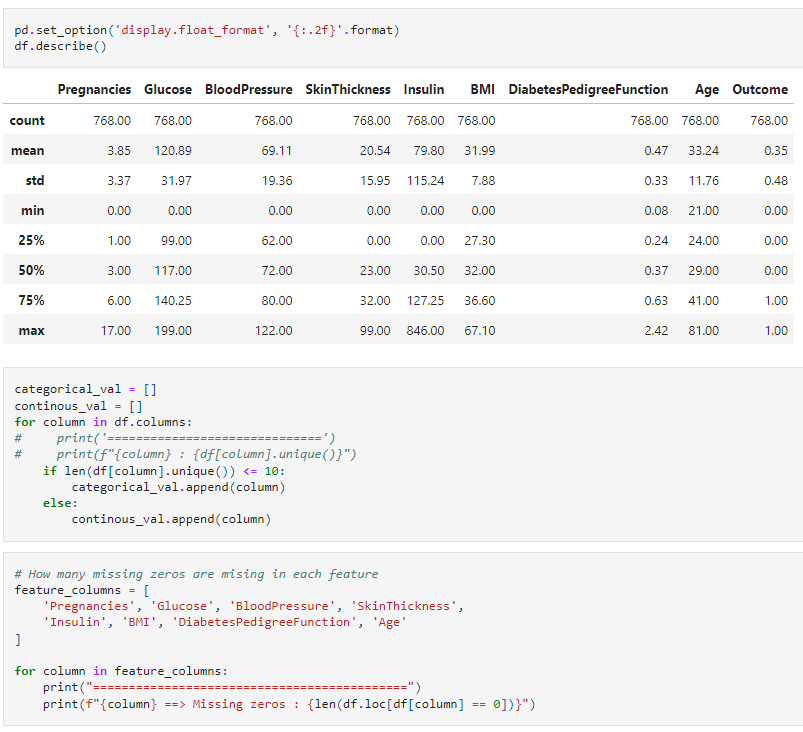 pd.set_option('display.float_format', '{:.2f}'.format)
df.describe()
Pregnancies Glucose BloodPressure SkinThickness Insulin BMI DiabetesPedigreeFunction Age Outcome
count 768.00 768.00 768.00 768.00 768.00 768.00 768.00 768.00 768.00
mean 3.85 120.89 69.11 20.54 79.80 31.99 0.47 33.24 0.35
std 3.37 31.97 19.36 15.95 115.24 7.88 0.33 11.76 0.48
min 0.00 0.00 0.00 0.00 0.00 0.00 0.08 21.00 0.00
25% 1.00 99.00 62.00 0.00 0.00 27.30 0.24 24.00 0.00
50% 3.00 117.00 72.00 23.00 30.50 32.00 0.37 29.00 0.00
75% 6.00 140.25 80.00 32.00 127.25 36.60 0.63 41.00 1.00
max 17.00 199.00 122.00 99.00 846.00 67.10 2.42 81.00 1.00
categorical_val = []
continous_val = []
for column in df.columns:
#     print('==============================')
#     print(f"{column} : {df[column].unique()}")
    if len(df[column].unique()) <= 10:
        categorical_val.append(column)
    else:
        continous_val.append(column)
# How many missing zeros are mising in each feature
feature_columns = [
    'Pregnancies', 'Glucose', 'BloodPressure', 'SkinThickness',
    'Insulin', 'BMI', 'DiabetesPedigreeFunction', 'Age'
]
for column in feature_columns:
    print("============================================")
    print(f"{column} ==> Missing zeros : {len(df.loc[df[column] == 0])}")